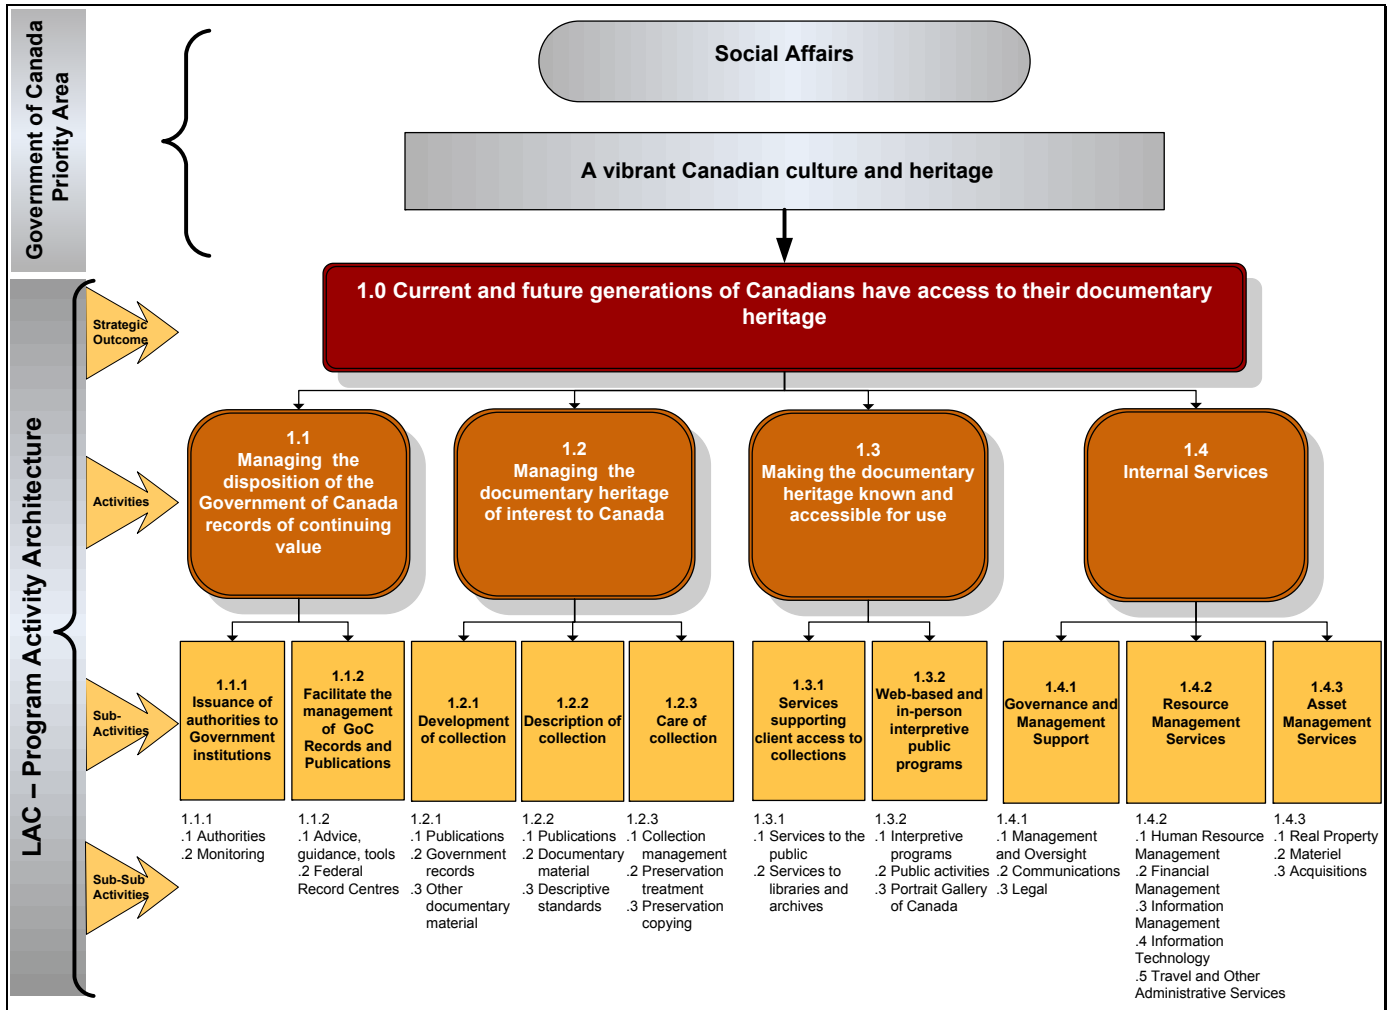 Government of Canada
Priority Area
Social Affairs
A vibrant Canadian culture and heritage
LAC – Program Activity Architecture
Strategic
Outcome
1.0 Current and future generations of Canadians have access to their documentary
heritage
Activities
1.1
Managing the
disposition of the
Government of Canada
records of continuing
value
1.2
Managing the
documentary heritage
of interest to Canada
1.3
Making the documentary
heritage known and
accessible for use
1.4
Internal Services
Sub-
Activities
1.1.1
Issuance of
authorities to
Government
institutions
1.1.2
Facilitate the
management
of GoC
Records and
Publications
1.2.1
Development
of collection
1.2.2
Description of
collection
1.2.3
Care of
collection
1.3.1
Services
supporting
client access to
collections
1.3.2
Web-based and
in-person
interpretive
public
programs
1.4.1
Governance and
Management
Support
1.4.2
Resource
Management
Services
1.4.3
Asset
Management
Services
Sub-Sub
Activities
1.1.1
.1 Authorities
.2 Monitoring
1.1.2
.1 Advice,
guidance, tools
.2 Federal
Record Centres
1.2.1
.1 Publications
.2 Government
records
.3 Other
documentary
material
1.2.2
.1 Publications
.2 Documentary
material
.3 Descriptive
standards
1.2.3
.1 Collection
management
.2 Preservation
treatment
.3 Preservation
copying
1.3.1
.1 Services to the
public
.2 Services to
libraries and
archives
1.3.2
.1 Interpretive
programs
.2 Public activities
.3 Portrait Gallery
of Canada
1.4.1
.1 Management
and Oversight
.2 Communications
.3 Legal
1.4.2
.1 Human Resource
Management
.2 Financial
Management
.3 Information
Management
.4 Information
Technology
.5 Travel and Other
Administrative Services
1.4.3
.1 Real Property
.2 Materiel
.3 Acquisitions